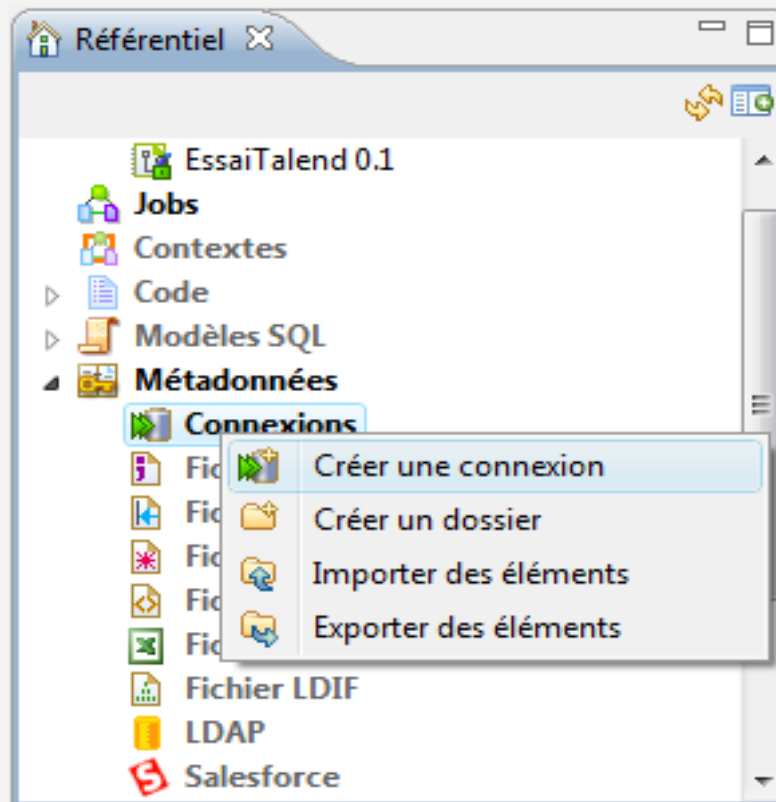 Référentiel
EssaiTalend 0.1
Jobs
Contextes
Code
Modèles SQL
Métadonnées
Connexions
Créer une connexion
Créer un dossier
Importer des éléments
Exporter des éléments
Fichier LDIF
LDAP
Salesforce